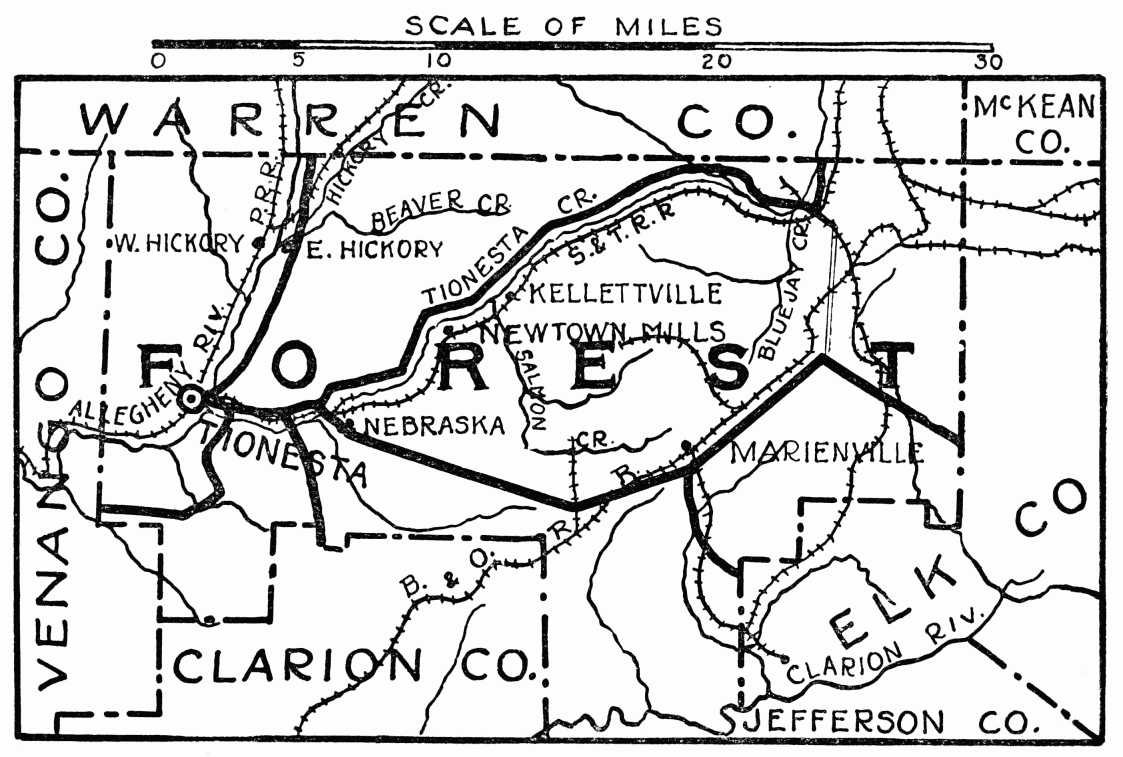 SCALE OF MILES
0 5 10 20 30
WARREN CO.
McKEAN
CO.
HICKORY CR.
P.R.R.
BEAVER CR.
W. HICKORY
E. HICKORY
TIONESTA CR.
S. & T. R. R
BLUE JAY CR.
KELLETTVILLE
NEWTOWN MILLS
FOREST
ALLEGHENY RIV.
TIONESTA
NEBRASKA
SALMON CR.
MARIENVILLE
B. & O. R. R.
VENANGO CO.
CLARION CO.
ELK CO
CLARION RIV.
JEFFERSON CO.